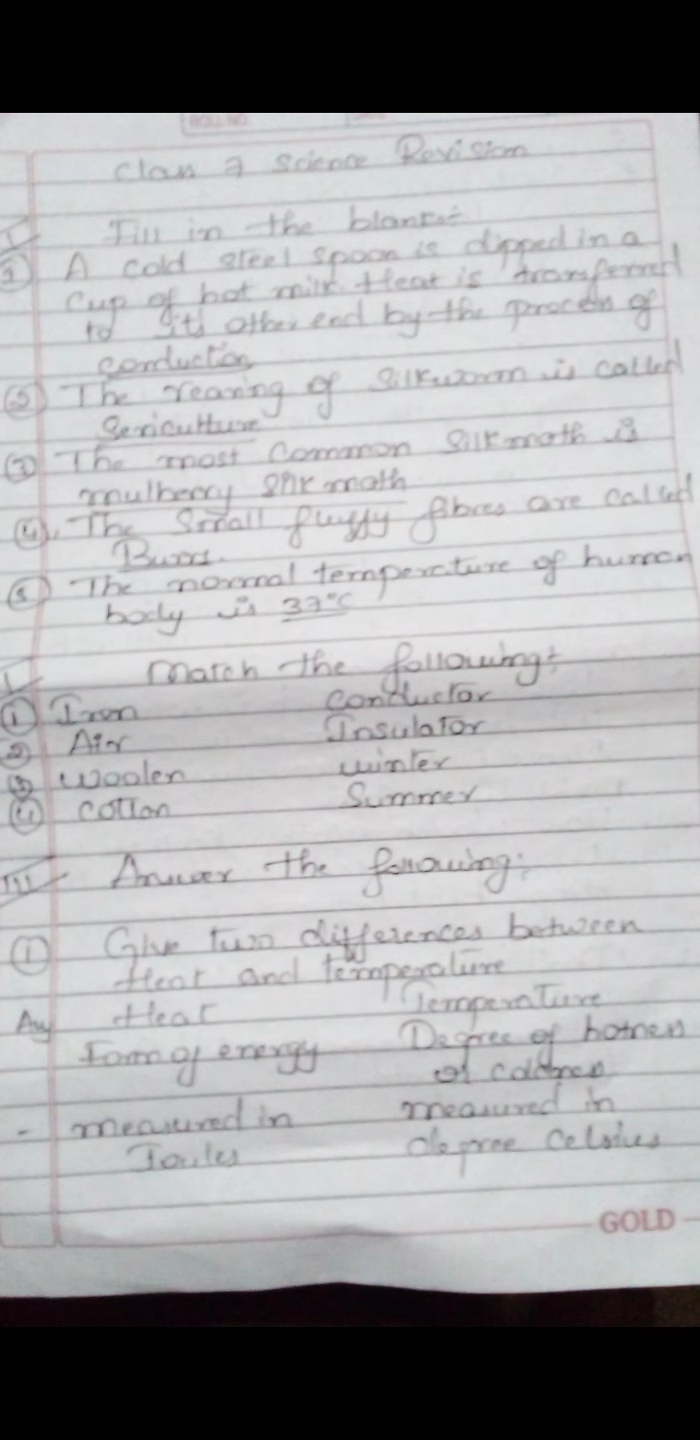 ROLL NO.
Class 7 Science Revision
I Fill in the blanks:
① A cold steel spoon is dipped in a
cup of hot milk. Heat is transferred
to its other end by the process of
conduction
② The rearing of silkworm is called
Sericulture
③ The most common silk moth is
mulberry silk moth
④ The small fluffy fibres are called
Burrs.
⑤ The normal temperature of human
body is 37°C
Match the following:
① Iron conductor
② Air Insulator
③ Woolen winter
④ Cotton Summer
III Answer the following:
① Give two differences between
Heat and temperature
Ans Heat Temperature
Form of energy Degree of hotness
or coldness
- measured in measured in
Joules degree Celsius
GOLD